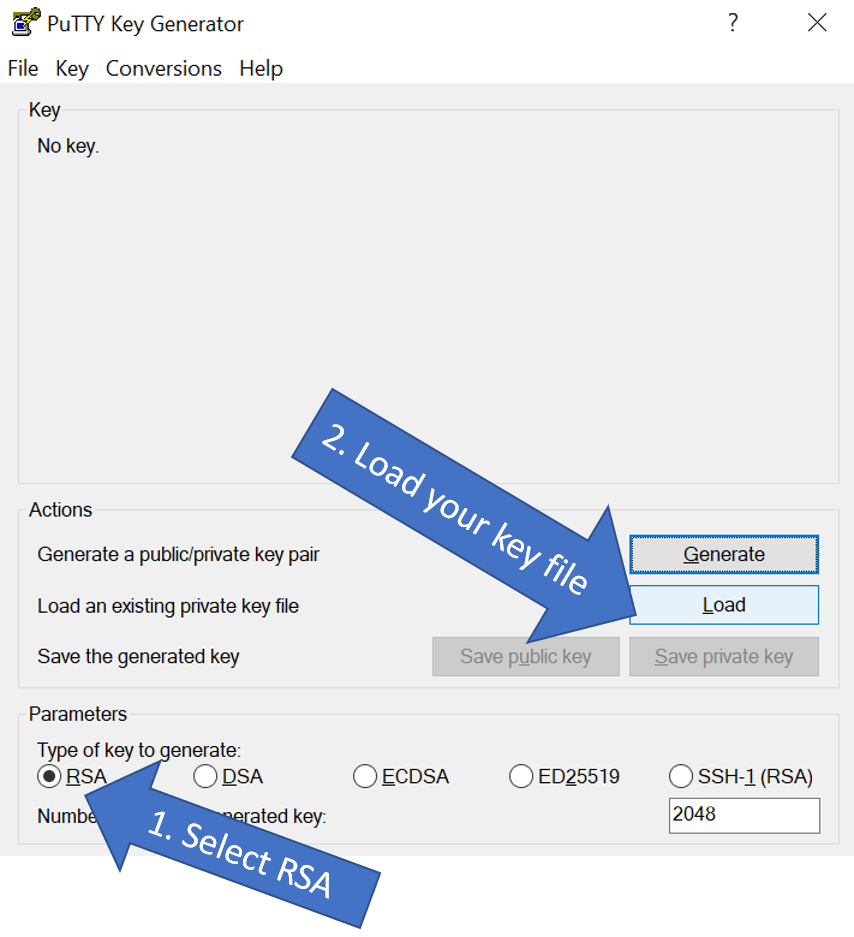 PuTTY Key Generator
?
File Key Conversions Help
Key
No key.
2. Load your key file
Actions
Generate a public/private key pair
Generate
Load an existing private key file
Load
Save the generated key
Save public key
Save private key
Parameters
Type of key to generate:
RSA DSA ECDSA ED25519 SSH-1 (RSA)
generated key:
2048
1. Select RSA